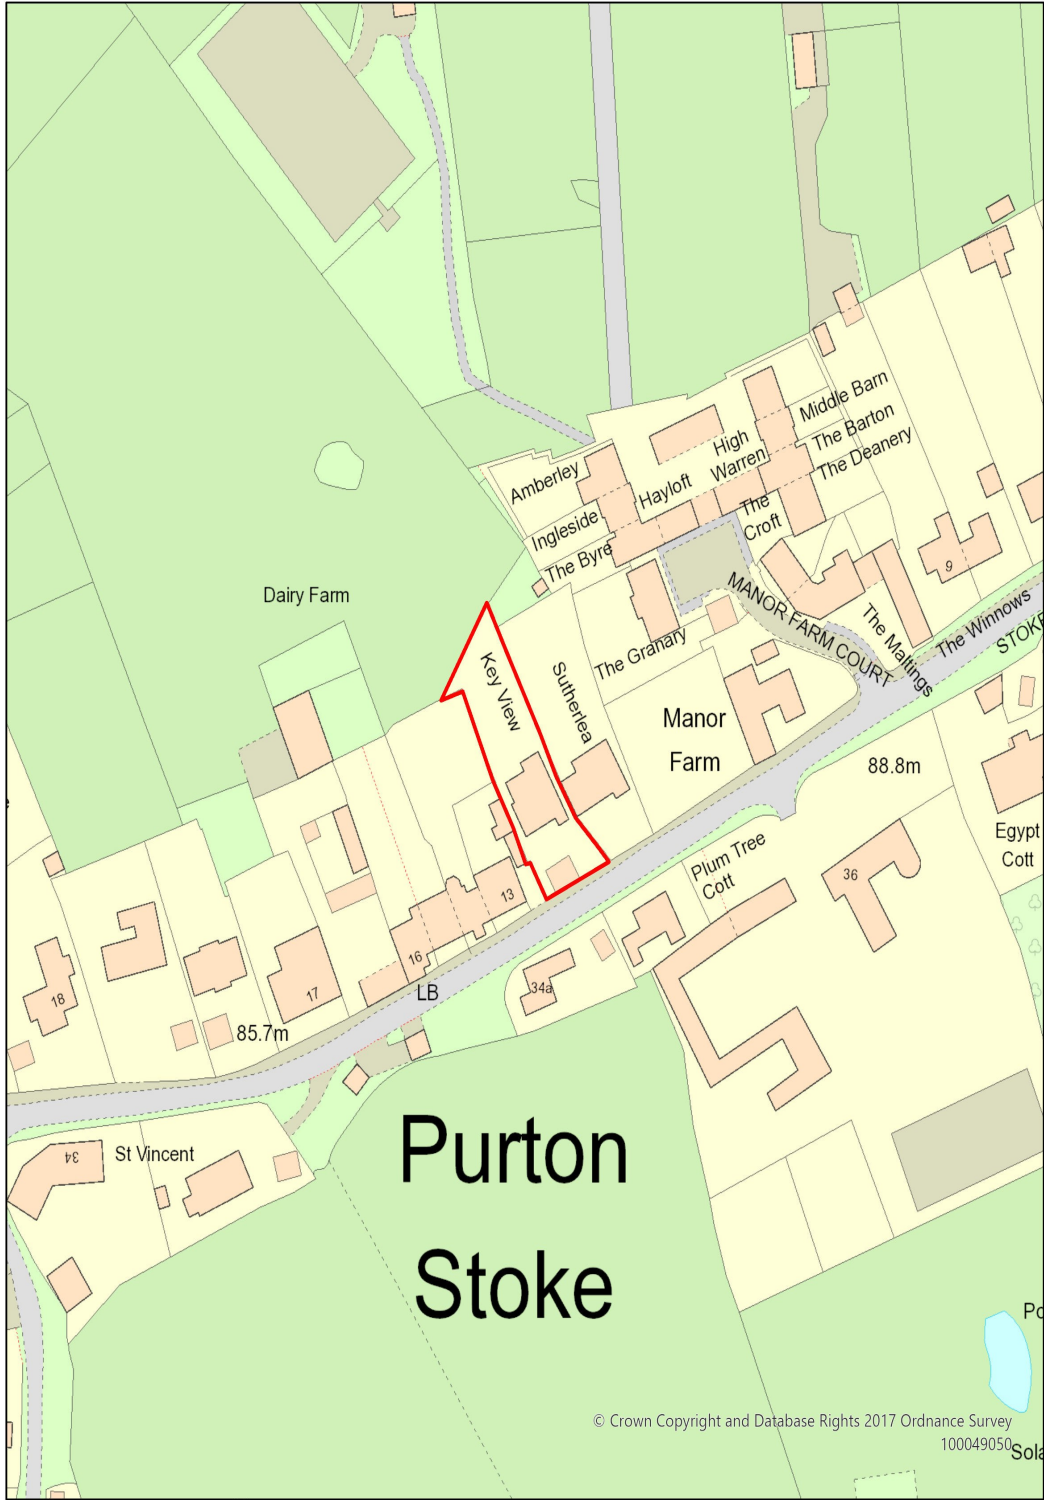 Middle Barn
The Barton
The Deanery
High
Warren
Amberley
Hayloft
Ingleside
The
Croft
The Byre
9
Dairy Farm
MANOR FARM COURT
The Winnows
STOKE
The Maltings
The Granary
Key View
Sutherlea
Manor
Farm
88.8m
Egypt
Cott
Plum Tree
Cott
36
13
16
LB
34a
17
18
85.7m
34
St Vincent
Purton
Stoke
Po
© Crown Copyright and Database Rights 2017 Ordnance Survey
100049050
Sola